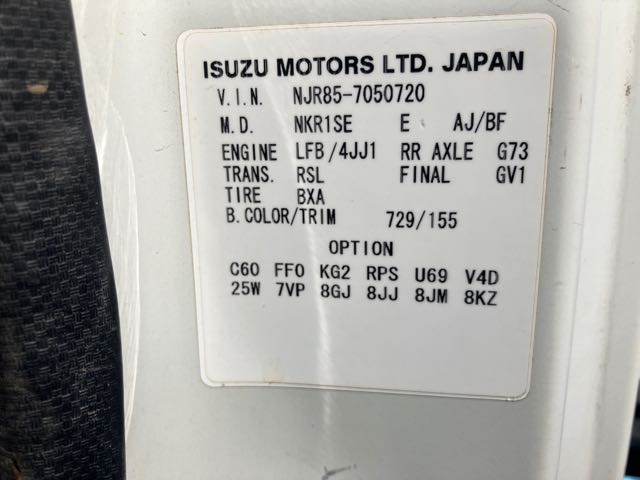 ISUZU MOTORS LTD. JAPAN
V.I.N. NJR85-7050720
M.D. NKR1SE E AJ/BF
ENGINE LFB/4JJ1 RR AXLE G73
TRANS. RSL FINAL GV1
TIRE BXA
B.COLOR/TRIM 729/155
OPTION
C60 FF0 KG2 RPS U69 V4D
25W 7VP 8GJ 8JJ 8JM 8KZ